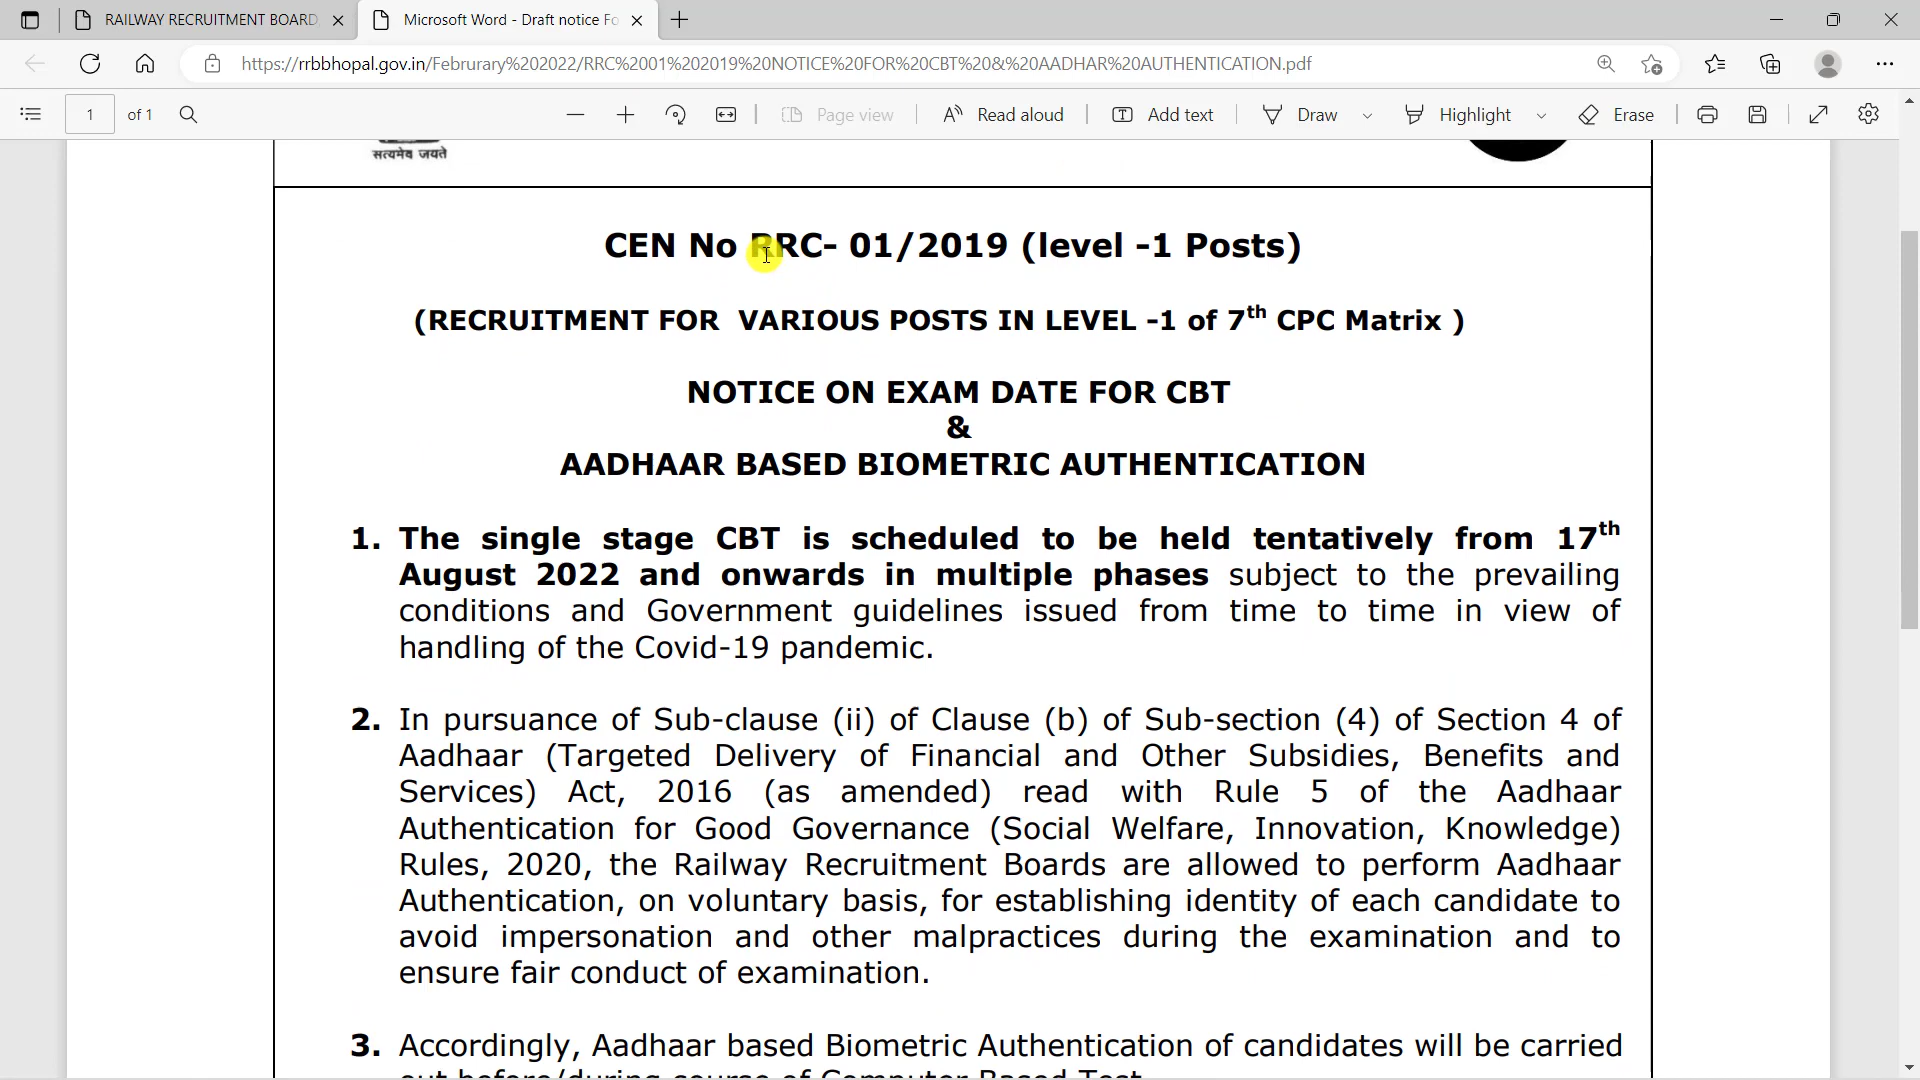 RAILWAY RECRUITMENT BOARD
Microsoft Word - Draft notice Fo
https://rrbbhopal.gov.in/Februrary%202022/RRC%2001%202019%20NOTICE%20FOR%20CBT%20&%20AADHAR%20AUTHENTICATION.pdf
1 of 1
Page view
Read aloud
Add text
Draw
Highlight
Erase
सत्यमेव जयते
CEN No RRC- 01/2019 (level -1 Posts)
(RECRUITMENT FOR VARIOUS POSTS IN LEVEL -1 of 7th CPC Matrix )
NOTICE ON EXAM DATE FOR CBT
&
AADHAAR BASED BIOMETRIC AUTHENTICATION
1. The single stage CBT is scheduled to be held tentatively from 17th
August 2022 and onwards in multiple phases subject to the prevailing
conditions and Government guidelines issued from time to time in view of
handling of the Covid-19 pandemic.
2. In pursuance of Sub-clause (ii) of Clause (b) of Sub-section (4) of Section 4 of
Aadhaar (Targeted Delivery of Financial and Other Subsidies, Benefits and
Services) Act, 2016 (as amended) read with Rule 5 of the Aadhaar
Authentication for Good Governance (Social Welfare, Innovation, Knowledge)
Rules, 2020, the Railway Recruitment Boards are allowed to perform Aadhaar
Authentication, on voluntary basis, for establishing identity of each candidate to
avoid impersonation and other malpractices during the examination and to
ensure fair conduct of examination.
3. Accordingly, Aadhaar based Biometric Authentication of candidates will be carried
out before/during course of Computer Based Test.